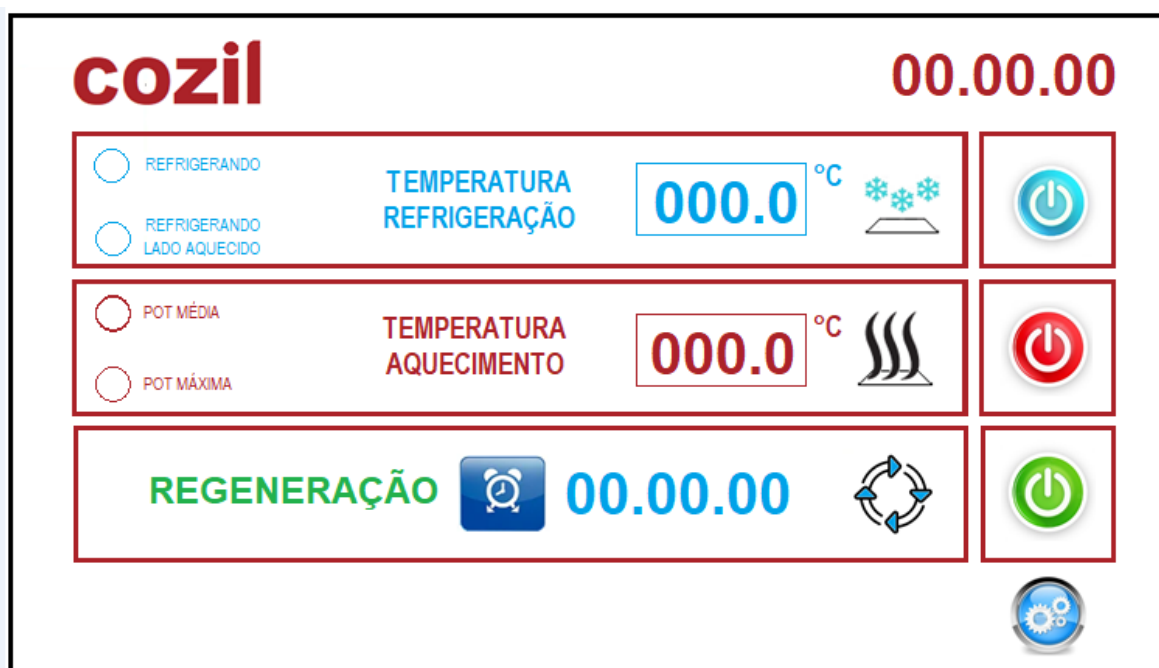 cozil
00.00.00
REFRIGERANDO
REFRIGERANDO
LADO AQUECIDO
TEMPERATURA
REFRIGERAÇÃO
000.0
°C
POT MÉDIA
POT MÁXIMA
TEMPERATURA
AQUECIMENTO
000.0
°C
REGENERAÇÃO
00.00.00